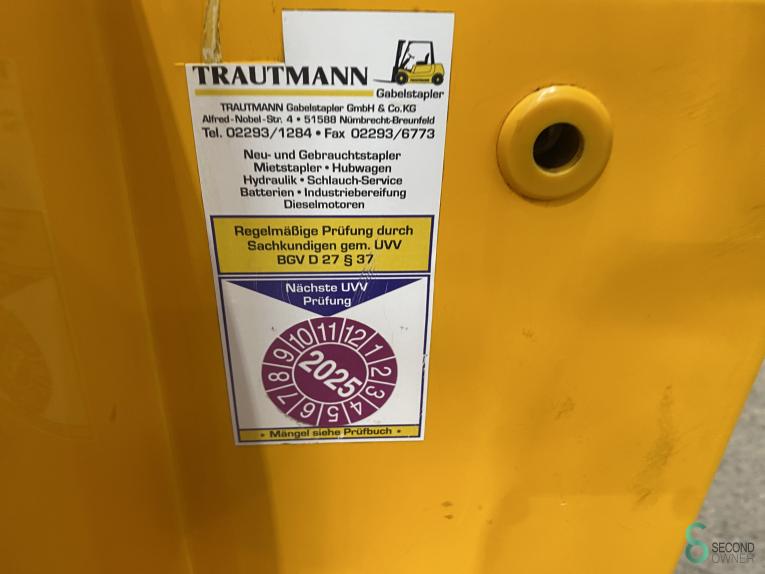 TRAUTMANN
Gabelstapler
TRAUTMANN Gabelstapler GmbH & Co.KG
Alfred-Nobel-Str. 4 • 51588 Nümbrecht-Breunfeld
Tel. 02293/1284 • Fax 02293/6773
Neu- und Gebrauchtstapler
Mietstapler • Hubwagen
Hydraulik • Schlauch-Service
Batterien • Industriebereifung
Dieselmotoren
Regelmäßige Prüfung durch
Sachkundigen gem. UVV
BGV D 27 § 37
Nächste UVV
Prüfung
1 2 3 4 5 6 7 8 9 10 11 12
2025
• Mängel siehe Prüfbuch •
SECOND
OWNER